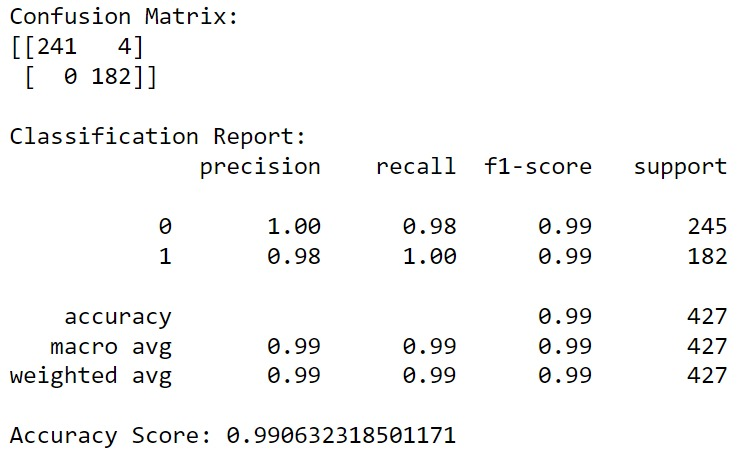 Confusion Matrix:
[[241   4]
 [  0 182]]
Classification Report:
              precision    recall  f1-score   support
           0       1.00      0.98      0.99       245
           1       0.98      1.00      0.99       182
    accuracy                           0.99       427
   macro avg       0.99      0.99      0.99       427
weighted avg       0.99      0.99      0.99       427
Accuracy Score: 0.990632318501171